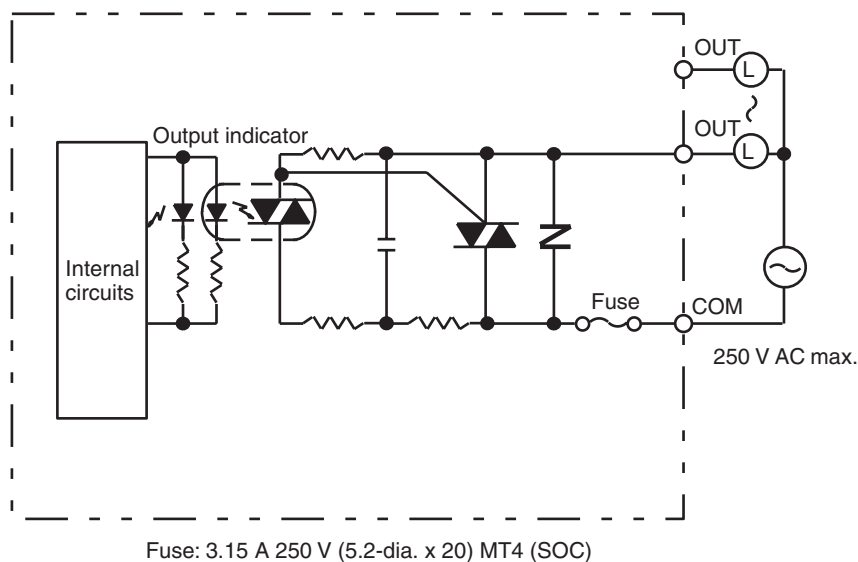 OUT
L
OUT
L
Output indicator
Internal
circuits
Fuse
COM
250 V AC max.
Fuse: 3.15 A 250 V (5.2-dia. x 20) MT4 (SOC)